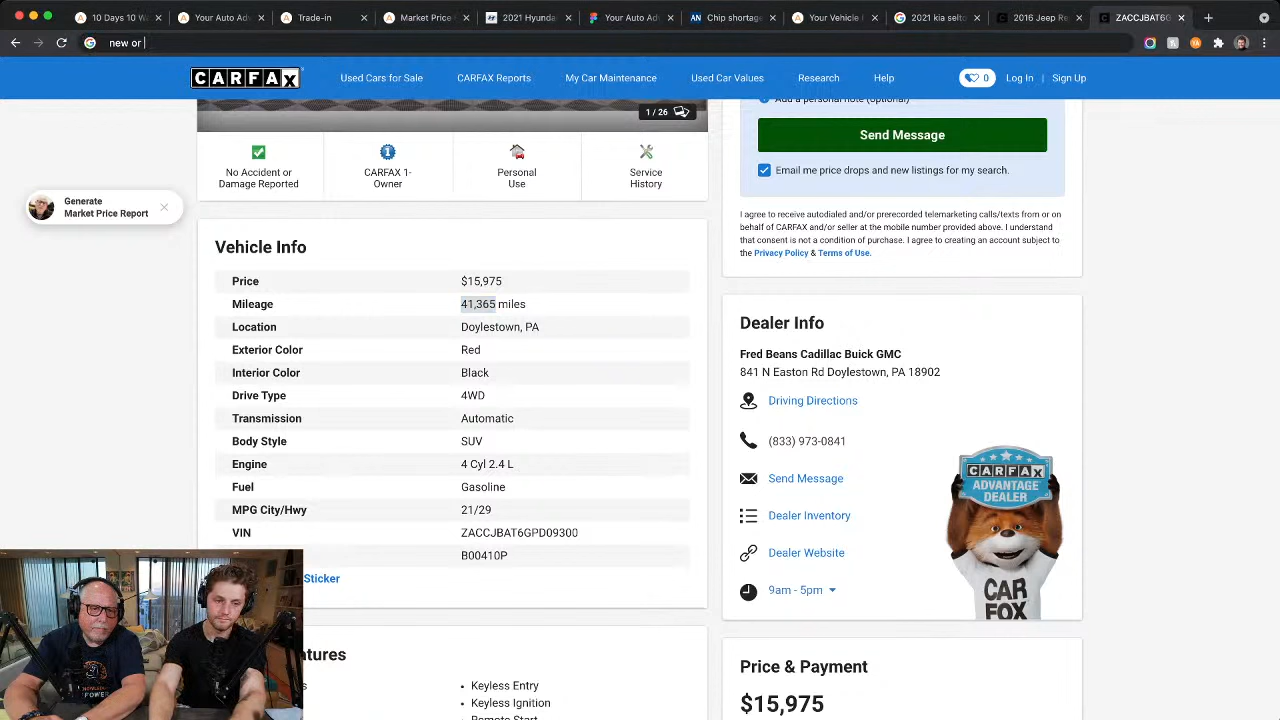 10 Days 10 W
Your Auto Adv
Trade-in
Market Price
2021 Hyundai
Your Auto Ad
Chip shortage
Your Vehicle
2021 kia selto
2016 Jeep Re
ZACCJBAT6G
new or
CARFAX
Used Cars for Sale
CARFAX Reports
My Car Maintenance
Used Car Values
Research
Help
0
Log In | Sign Up
1 / 26
No Accident or
Damage Reported
CARFAX 1-
Owner
Personal
Use
Service
History
Generate
Market Price Report
Vehicle Info
Price $15,975
Mileage 41,365 miles
Location Doylestown, PA
Exterior Color Red
Interior Color Black
Drive Type 4WD
Transmission Automatic
Body Style SUV
Engine 4 Cyl 2.4 L
Fuel Gasoline
MPG City/Hwy 21/29
VIN ZACCJBAT6GPD09300
B00410P
Sticker
atures
Keyless Entry
Keyless Ignition
Remote Start
Add a personal note (optional)
Send Message
Email me price drops and new listings for my search.
I agree to receive autodialed and/or prerecorded telemarketing calls/texts from or on
behalf of CARFAX and/or seller at the mobile number provided above. I understand
that consent is not a condition of purchase. I agree to creating an account subject to
the Privacy Policy & Terms of Use.
Dealer Info
Fred Beans Cadillac Buick GMC
841 N Easton Rd Doylestown, PA 18902
Driving Directions
(833) 973-0841
Send Message
Dealer Inventory
Dealer Website
9am - 5pm
CARFAX
ADVANTAGE
DEALER
CAR
FOX
Price & Payment
$15,975